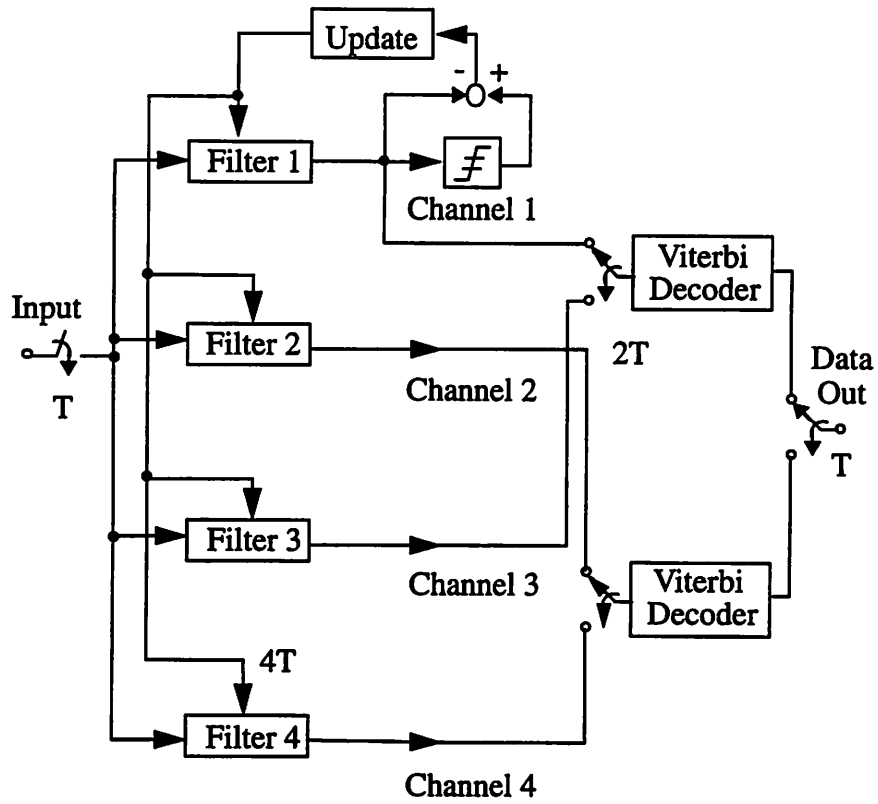 Update
- +
Filter 1
Channel 1
Viterbi
Decoder
Input
T
Filter 2
Channel 2
2T
Data
Out
T
Filter 3
Channel 3
Viterbi
Decoder
4T
Filter 4
Channel 4